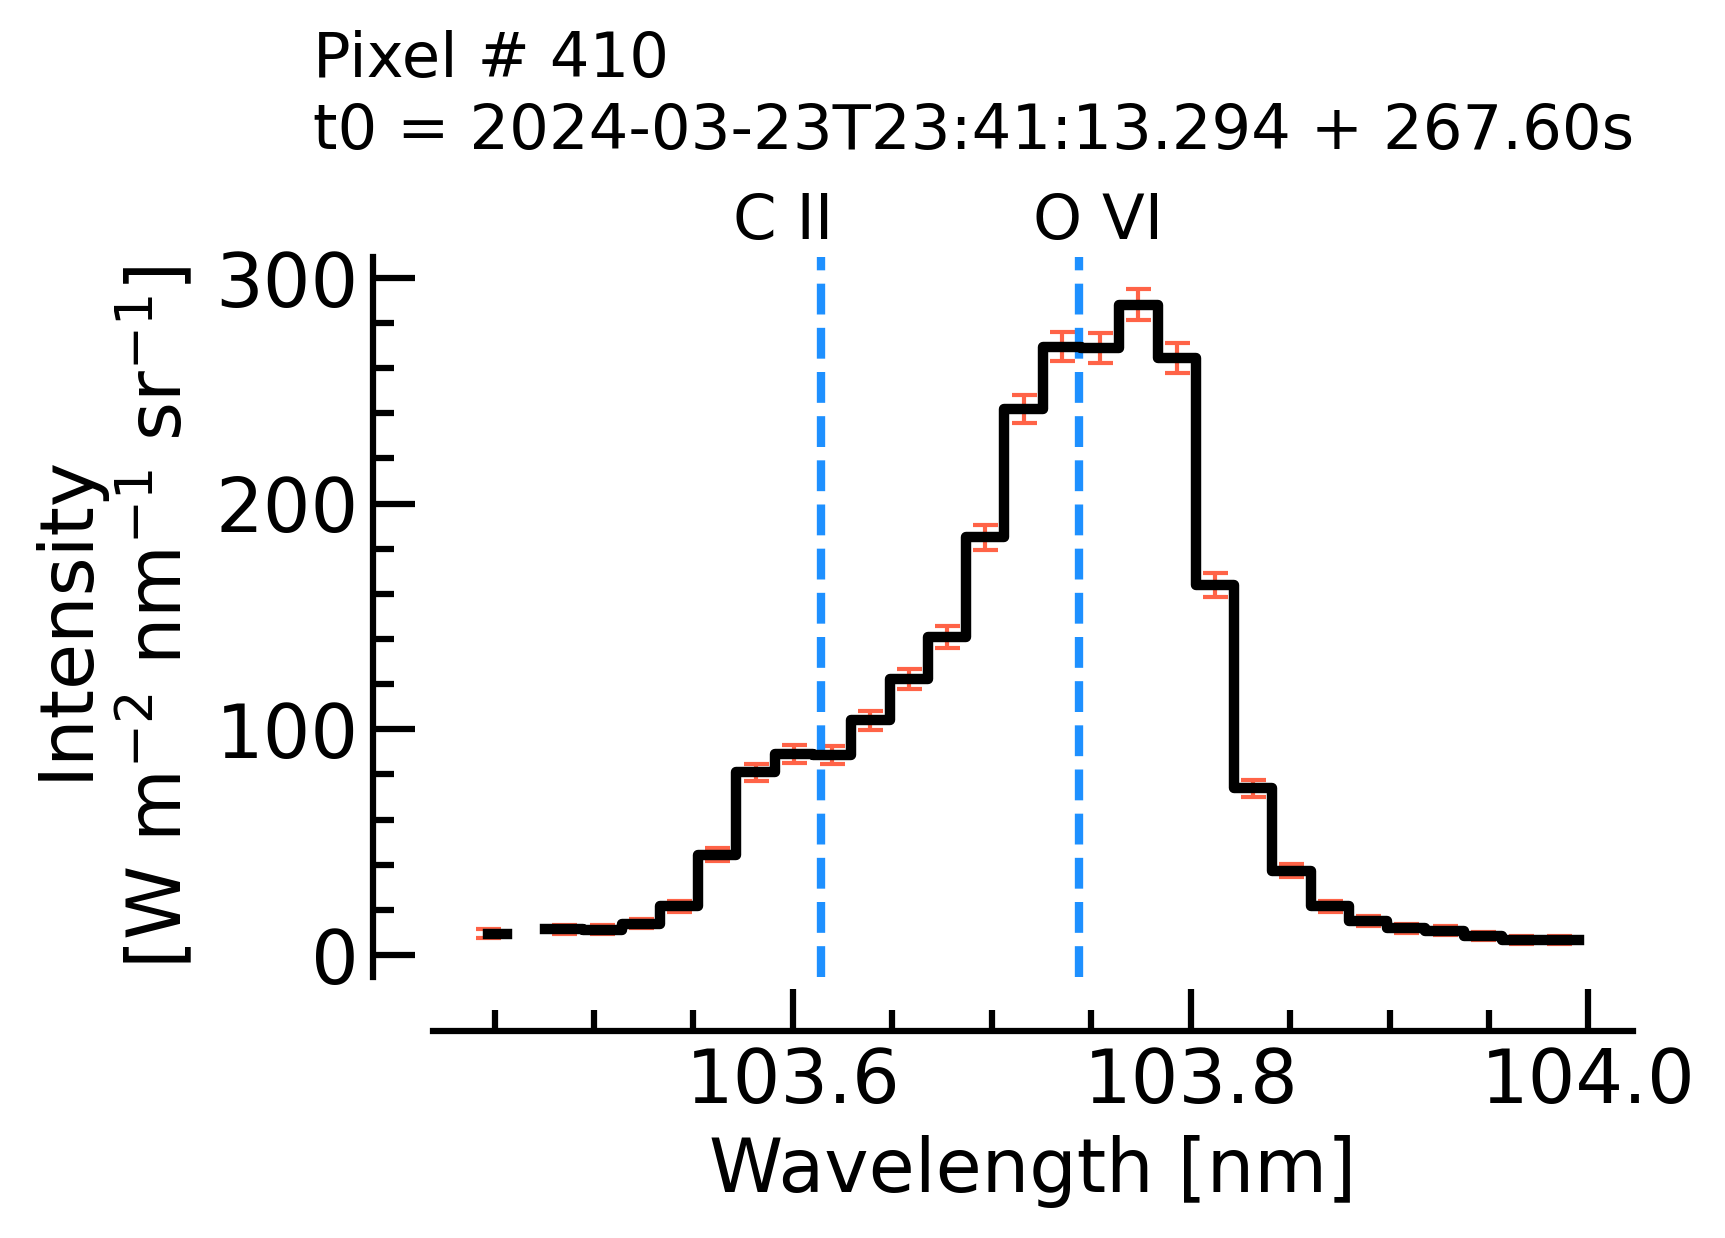 Pixel # 410
t0 = 2024-03-23T23:41:13.294 + 267.60s
C II
O VI
Intensity
[W m⁻² nm⁻¹ sr⁻¹]
300
200
100
0
103.6
103.8
104.0
Wavelength [nm]